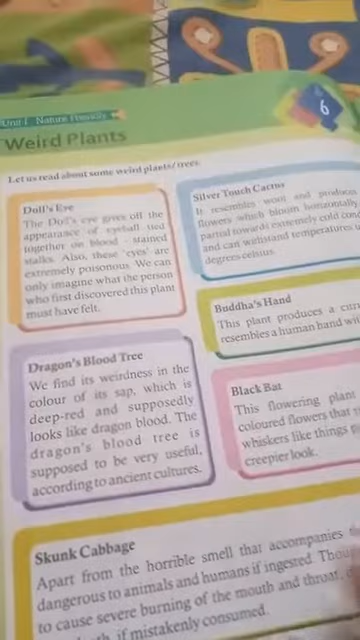 Unit 1
6
Weird Plants
Let us read about some weird plants/trees.
Doll's Eye
The Doll's eye gives off the
appearance of eyeball tied
together on blood - stained
stalks. Also, these 'eyes' are
extremely poisonous. We can
only imagine what the person
who first discovered this plant
must have felt.
Silver Touch Cactus
It resembles wool and produces
flowers which bloom horizontally
partial towards extremely cold
and can withstand temperatures
degrees celsius.
Buddha's Hand
This plant produces a
resembles a human hand
Dragon's Blood Tree
We find its weirdness in the
colour of its sap, which is
deep-red and supposedly
looks like dragon blood. The
dragon's blood tree is
supposed to be very useful,
according to ancient cultures.
Black Bat
This flowering plant
coloured flowers that
whiskers like things
creepier look.
Skunk Cabbage
Apart from the horrible smell that accompanies
dangerous to animals and humans if ingested.
to cause severe burning of the mouth and throat,
if mistakenly consumed.